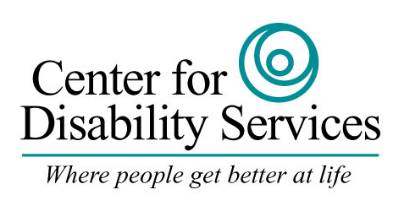 Center for
Disability Services
Where people get better at life